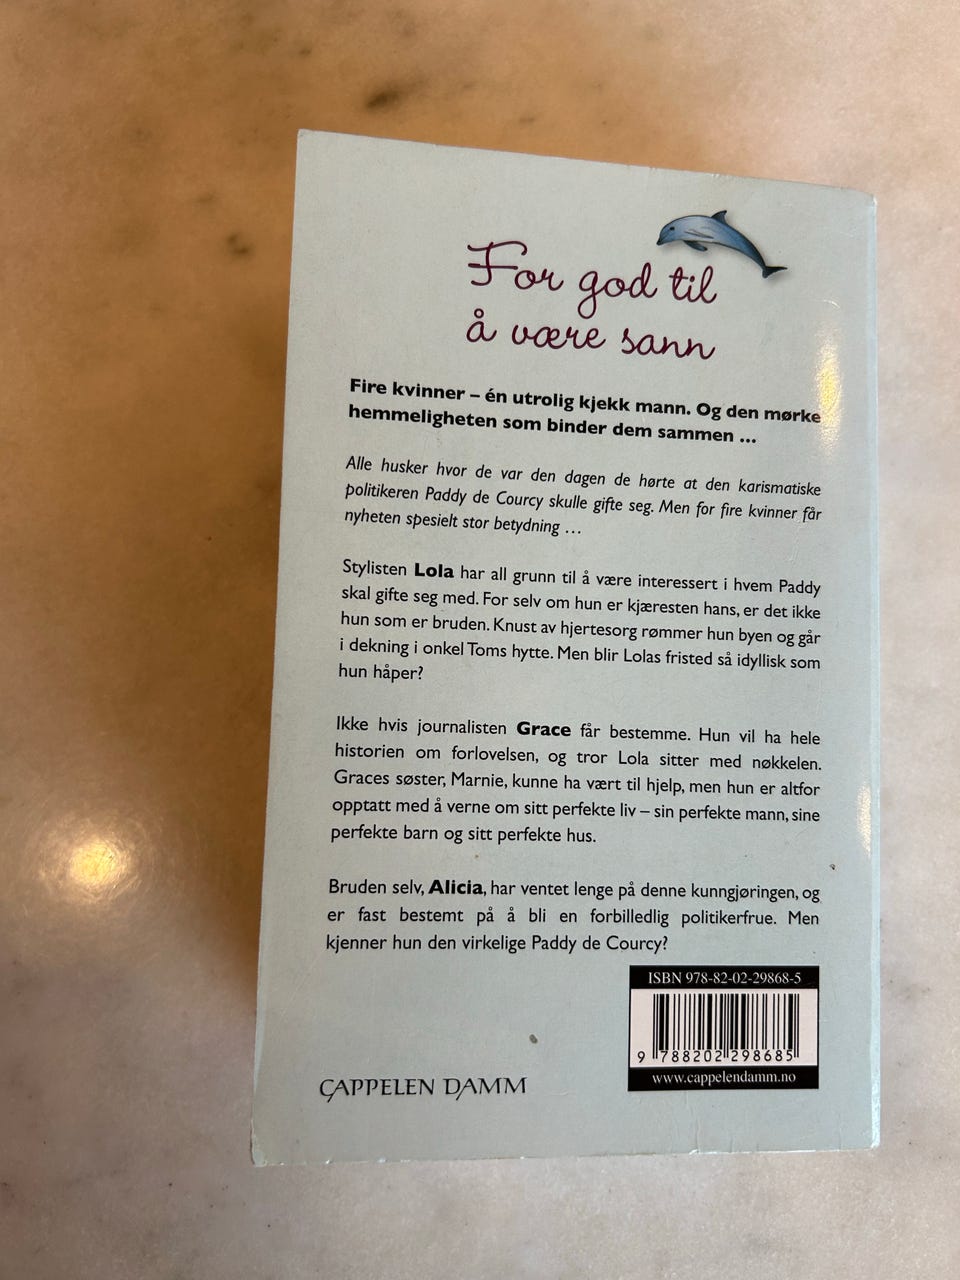 For god til
å være sann
Fire kvinner – én utrolig kjekk mann. Og den mørke
hemmeligheten som binder dem sammen ...
Alle husker hvor de var den dagen de hørte at den karismatiske
politikeren Paddy de Courcy skulle gifte seg. Men for fire kvinner får
nyheten spesielt stor betydning ...
Stylisten Lola har all grunn til å være interessert i hvem Paddy
skal gifte seg med. For selv om hun er kjæresten hans, er det ikke
hun som er bruden. Knust av hjertesorg rømmer hun byen og går
i dekning i onkel Toms hytte. Men blir Lolas fristed så idyllisk som
hun håper?
Ikke hvis journalisten Grace får bestemme. Hun vil ha hele
historien om forlovelsen, og tror Lola sitter med nøkkelen.
Graces søster, Marnie, kunne ha vært til hjelp, men hun er altfor
opptatt med å verne om sitt perfekte liv – sin perfekte mann, sine
perfekte barn og sitt perfekte hus.
Bruden selv, Alicia, har ventet lenge på denne kunngjøringen, og
er fast bestemt på å bli en forbilledlig politikerfrue. Men
kjenner hun den virkelige Paddy de Courcy?
ISBN 978-82-02-29868-5
9 788202 298685
www.cappelendamm.no
CAPPELEN DAMM